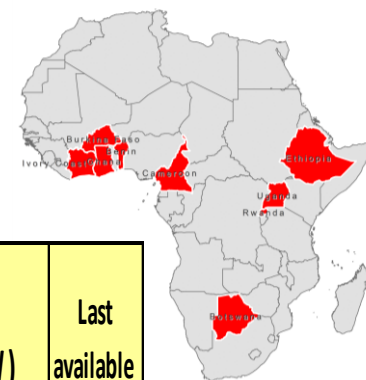 Burkina Faso
Benin
Ivory Coast
Ghana
Cameroon
Ethiopia
Uganda
Rwanda
Botswana
Last
available
)